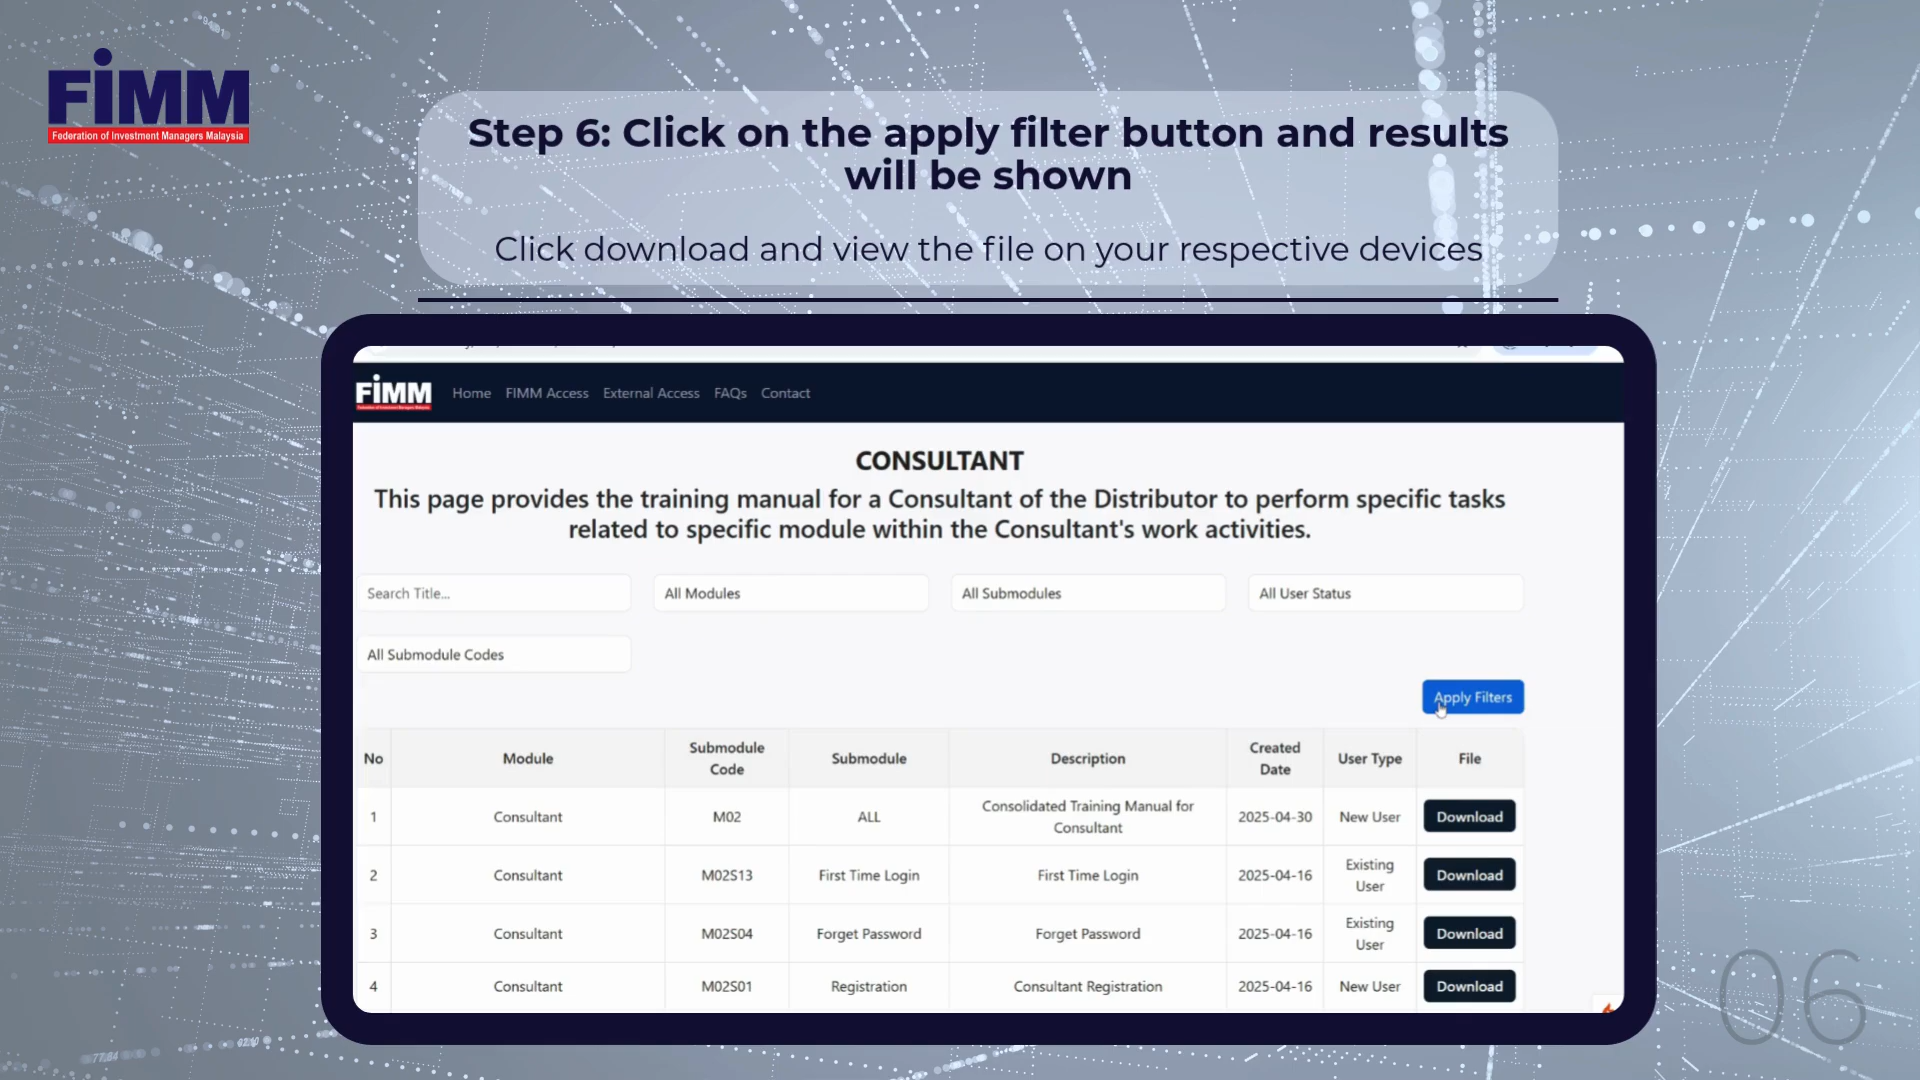 FiMM
Federation of Investment Managers Malaysia
Step 6: Click on the apply filter button and results
will be shown
Click download and view the file on your respective devices
FiMM
Home FIMM Access External Access FAQs Contact
CONSULTANT
This page provides the training manual for a Consultant of the Distributor to perform specific tasks
related to specific module within the Consultant's work activities.
Search Title... All Modules All Submodules All User Status
All Submodule Codes
Apply Filters
No Module Submodule Code Submodule Description Created Date User Type File
1 Consultant M02 ALL Consolidated Training Manual for Consultant 2025-04-30 New User Download
2 Consultant M02S13 First Time Login First Time Login 2025-04-16 Existing User Download
3 Consultant M02S04 Forget Password Forget Password 2025-04-16 Existing User Download
4 Consultant M02S01 Registration Consultant Registration 2025-04-16 New User Download
06